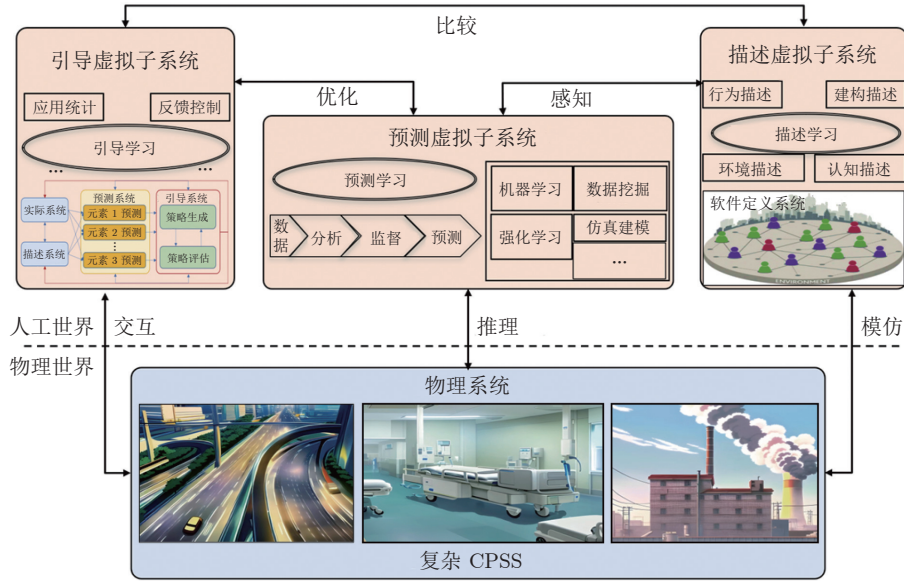 比较
引导虚拟子系统
应用统计
反馈控制
引导学习
...
...
实际系统
描述系统
预测系统
元素 1 预测
元素 2 预测
元素 3 预测
引导系统
策略生成
策略评估
优化
感知
预测虚拟子系统
预测学习
数据
分析
监督
预测
机器学习
数据挖掘
强化学习
仿真建模
...
描述虚拟子系统
行为描述
建构描述
描述学习
环境描述
认知描述
软件定义系统
ENVIRONMENT
人工世界
交互
推理
模仿
物理世界
物理系统
复杂 CPSS